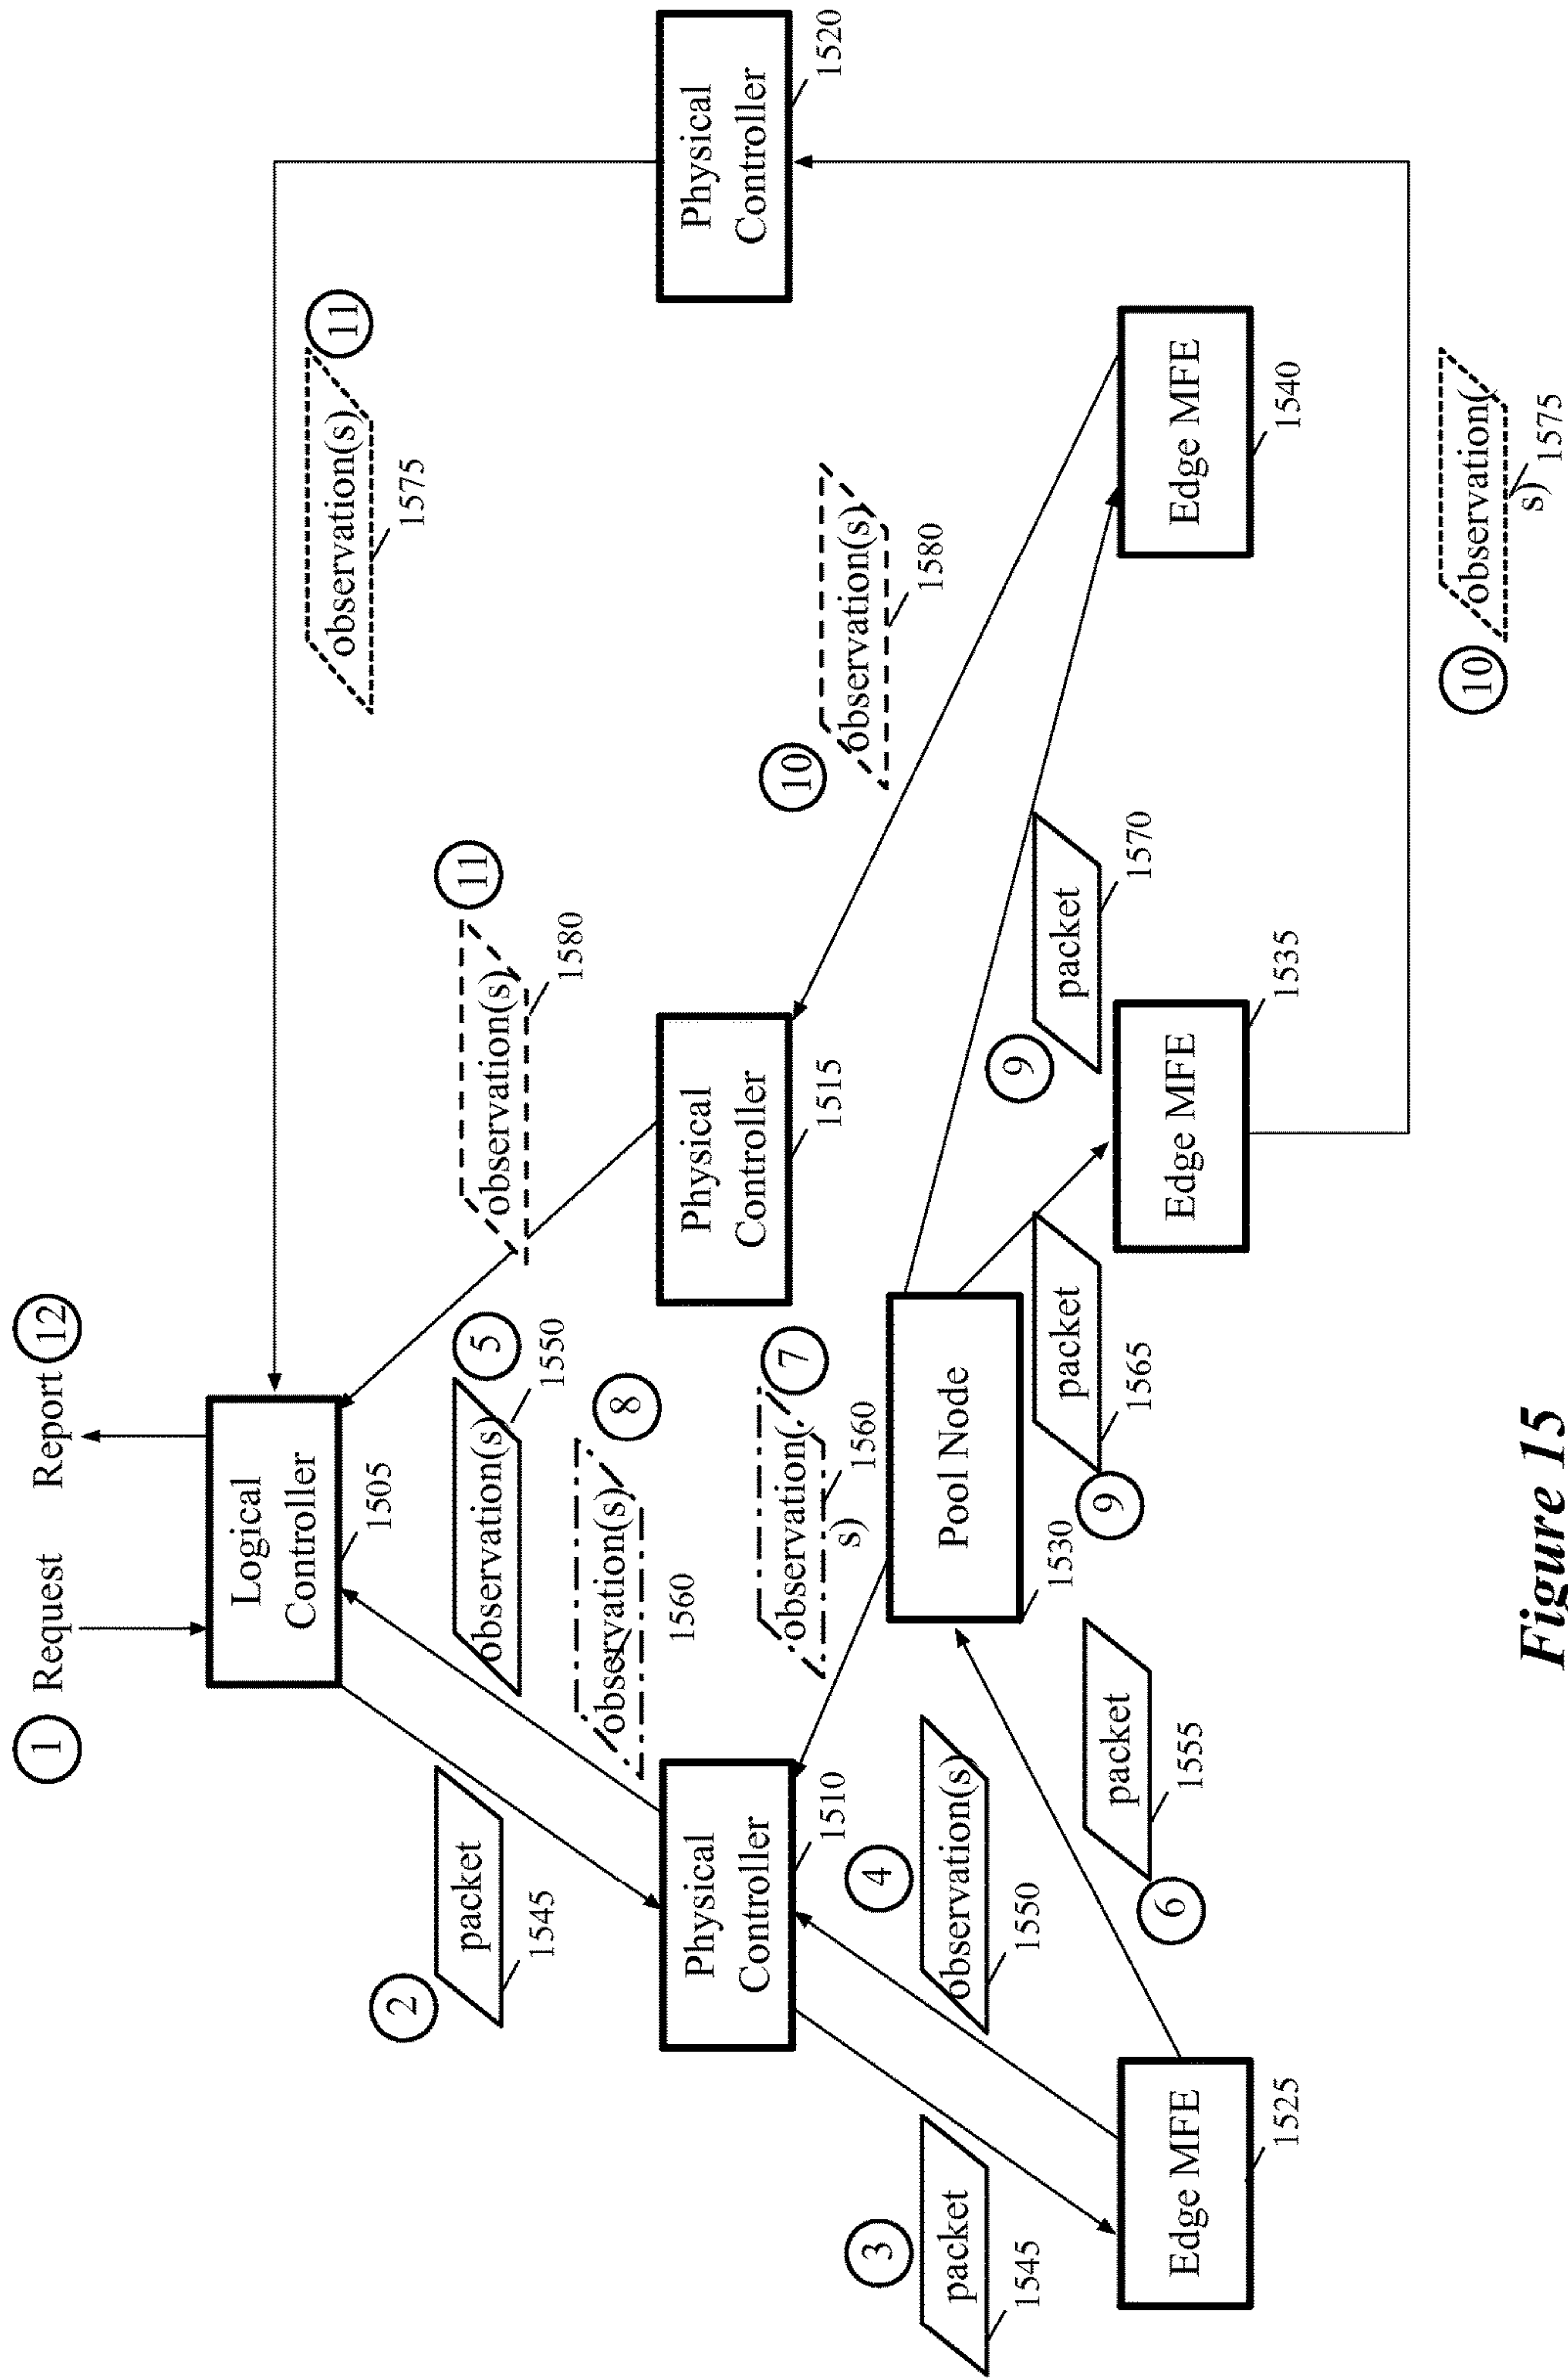 1
Request
Report
12
Logical
Controller
1505
2
packet
1545
observation(s)
5
1550
observation(s)
8
1560
observation(s)
11
1580
observation(s)
11
1575
Physical
Controller
1510
Physical
Controller
1515
Physical
Controller
1520
3
packet
1545
4
observation(s)
1550
observation(
s)
7
1560
10
observation(s)
1580
Pool Node
1530
6
packet
1555
9
packet
1565
9
packet
1570
Edge MFE
1525
Edge MFE
1535
Edge MFE
1540
10
observation(
s)
1575
Figure 15